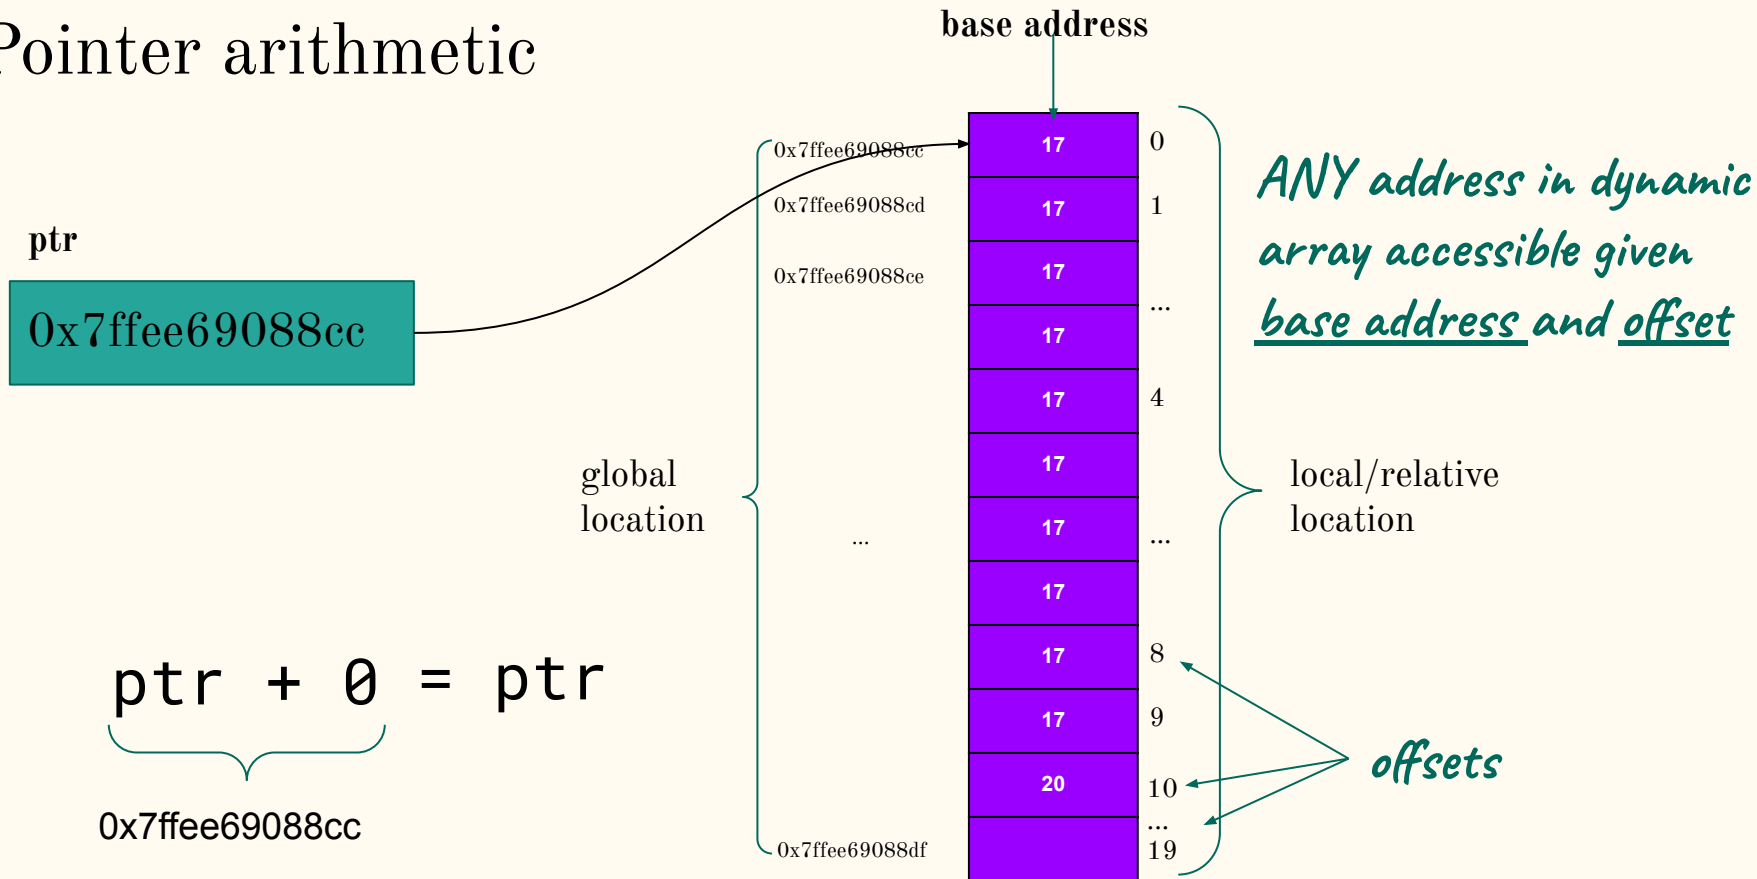 Pointer arithmetic
base address
ptr
0x7ffee69088cc
ptr + 0 = ptr
0x7ffee69088cc
global
location
0x7ffee69088cc
0x7ffee69088cd
0x7ffee69088ce
...
0x7ffee69088df
17
17
17
17
17
17
17
17
17
17
20
0
1
...
4
...
8
9
10
...
19
ANY address in dynamic
array accessible given
base address and offset
local/relative
location
offsets